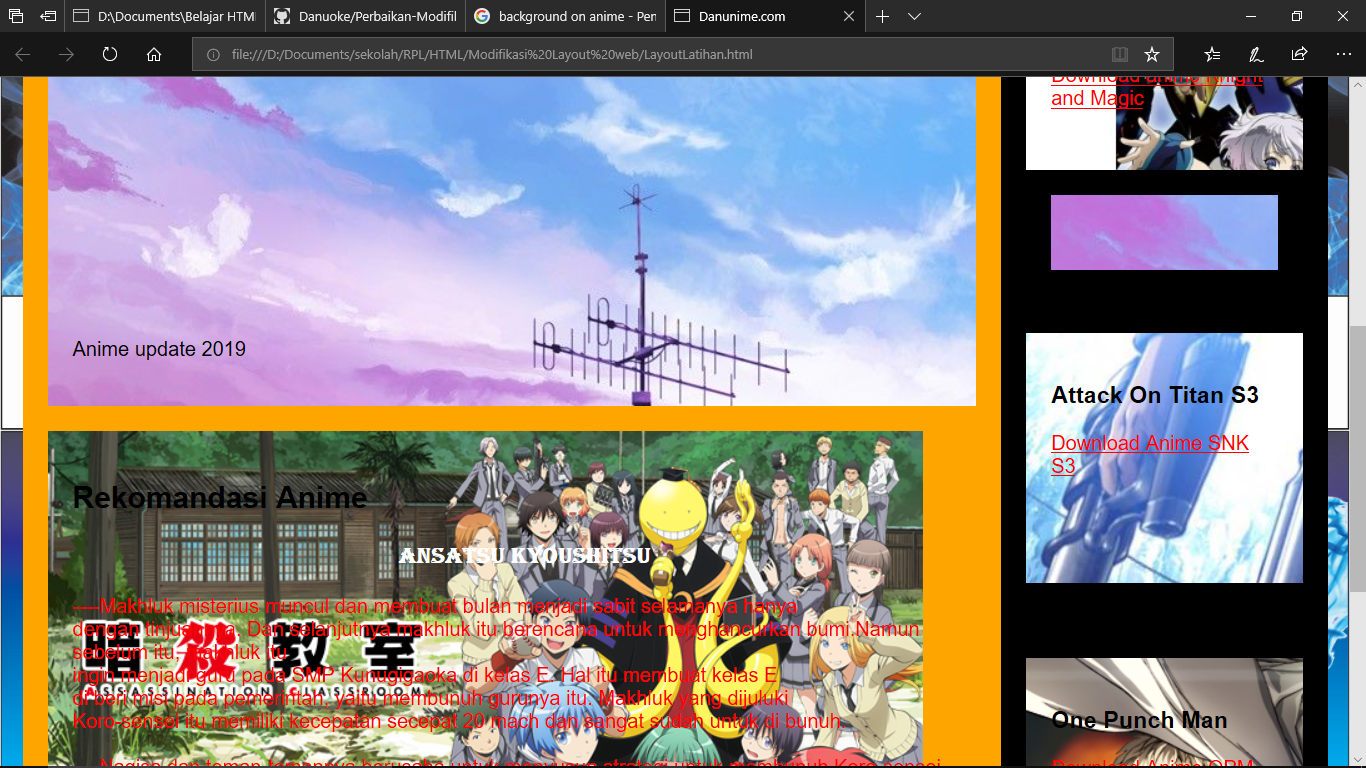 D:\Documents\Belajar HTM
Danuoke/Perbaikan-Modifil
background on anime - Pen
Danunime.com
file:///D:/Documents/sekolah/RPL/HTML/Modifikasi%20Layout%20web/LayoutLatihan.html
Download anime Knight
and Magic
Anime update 2019
Attack On Titan S3
Download Anime SNK
S3
Rekomandasi Anime
ANSATSU KYOUSHITSU
----Makhluk misterius muncul dan membuat bulan menjadi sabit selamanya hanya
dengan tinjunya. Dan selanjutnya makhluk itu berencana untuk menghancurkan bumi.Namun
sebelum itu, makhluk itu
暗殺教室
ingin menjadi guru pada SMP Kunugigaoka di kelas E. Hal itu membuat kelas E
ASSASSINATION CLASSROOM
di beri misi pada pemerintah, yaitu membunuh gurunya itu. Makhluk yang dijuluki
Koro-sensei itu memiliki kecepatan secepat 20 mach dan sangat sudah untuk di bunuh.
One Punch Man
Download Anime OPM